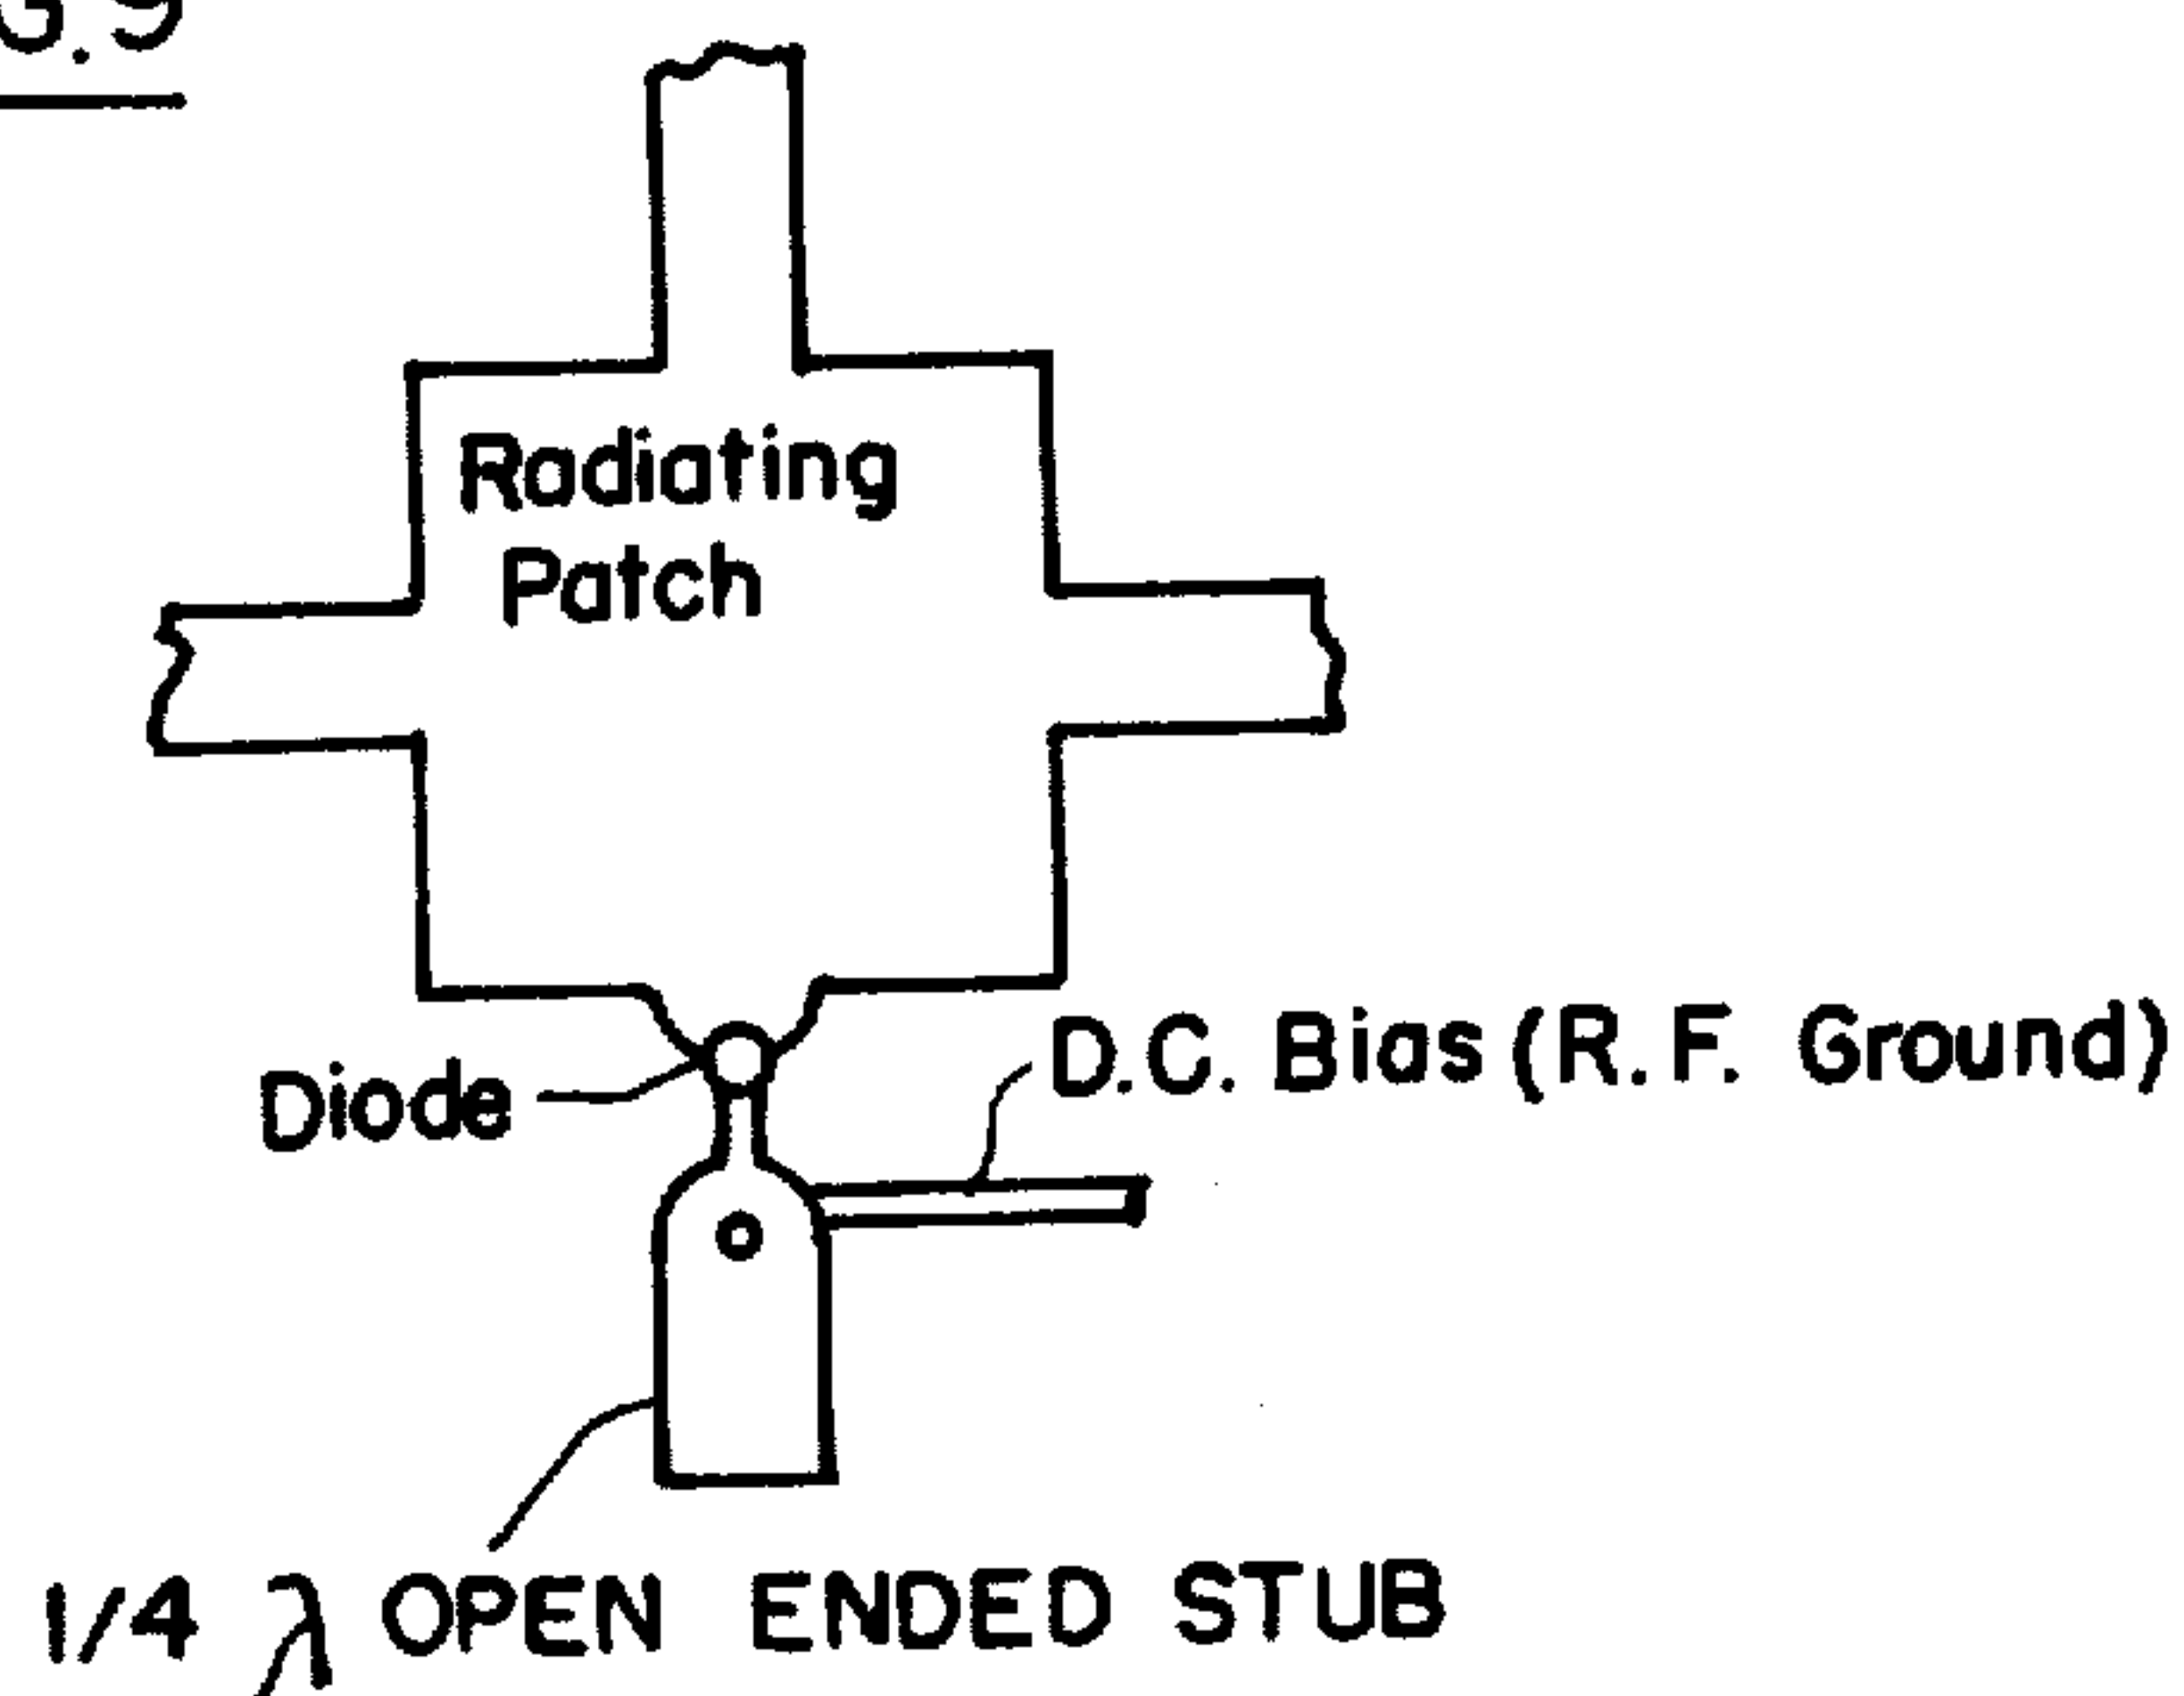 G.9
Radiating
Patch
Diode
D.C. Bias (R.F. Ground)
1/4 λ OPEN ENDED STUB